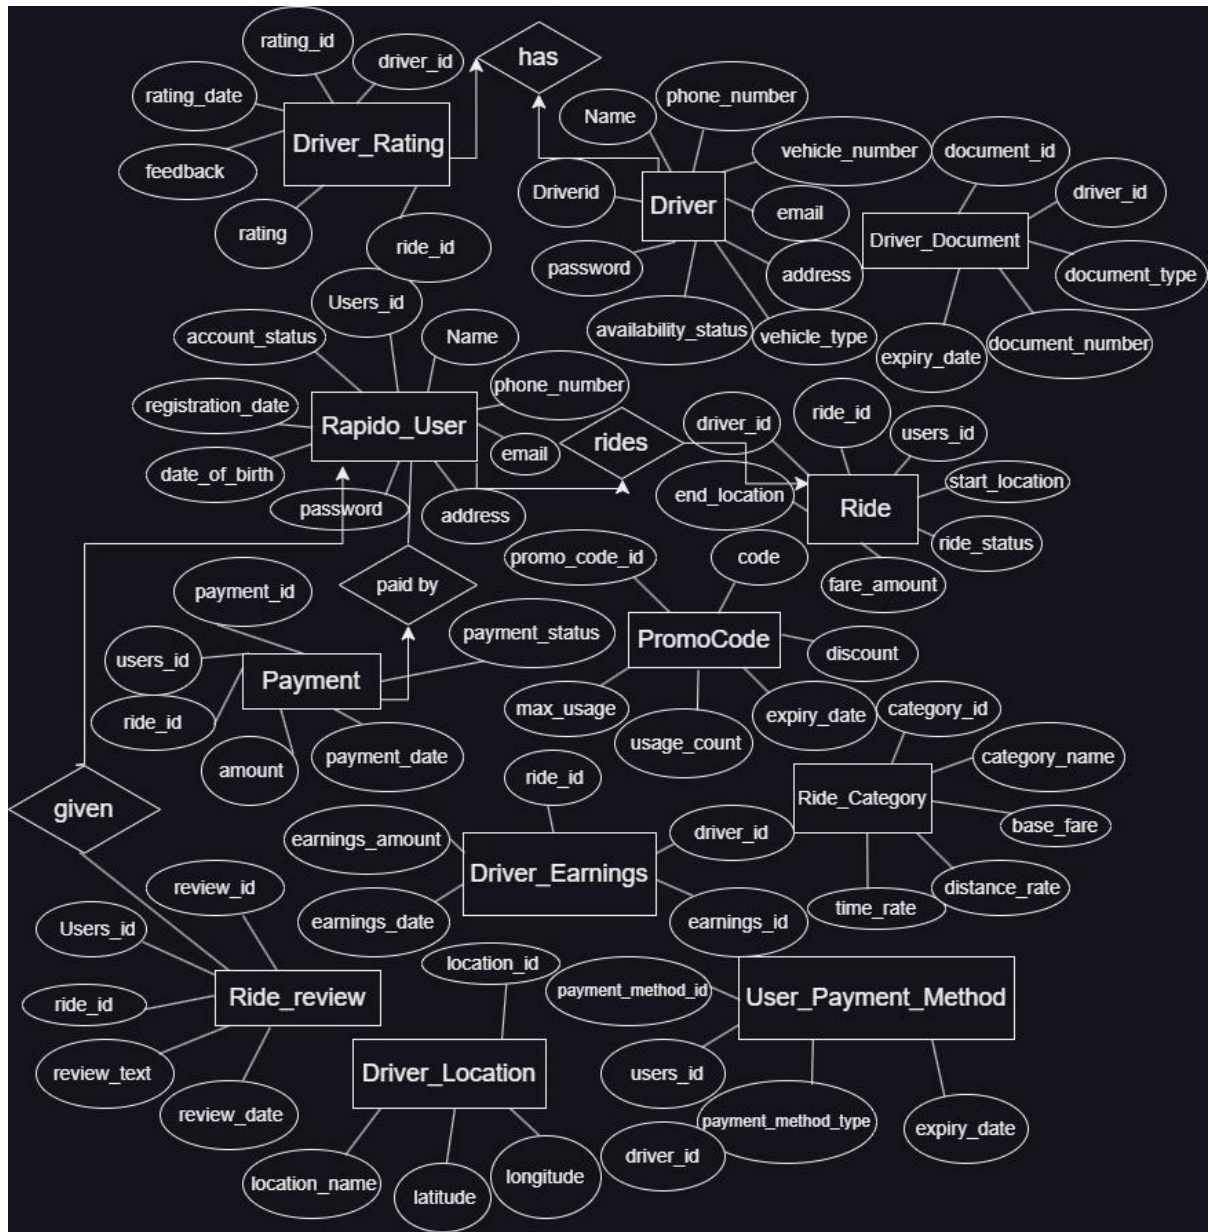 rating_id
has
driver_id
rating_date
Driver_Rating
feedback
rating
ride_id
Name
phone_number
vehicle_number
Driverid
Driver
email
password
address
availability_status
vehicle_type
document_id
driver_id
Driver_Document
document_type
expiry_date
document_number
Users_id
account_status
Name
phone_number
registration_date
Rapido_User
email
date_of_birth
password
address
rides
driver_id
ride_id
users_id
start_location
end_location
Ride
ride_status
fare_amount
paid by
payment_id
payment_status
users_id
Payment
ride_id
amount
payment_date
promo_code_id
code
PromoCode
discount
max_usage
usage_count
expiry_date
category_id
category_name
Ride_Category
base_fare
distance_rate
time_rate
given
ride_id
earnings_amount
driver_id
Driver_Earnings
earnings_date
earnings_id
review_id
Users_id
ride_id
Ride_review
review_text
review_date
location_id
Driver_Location
location_name
latitude
longitude
driver_id
payment_method_id
User_Payment_Method
users_id
payment_method_type
expiry_date